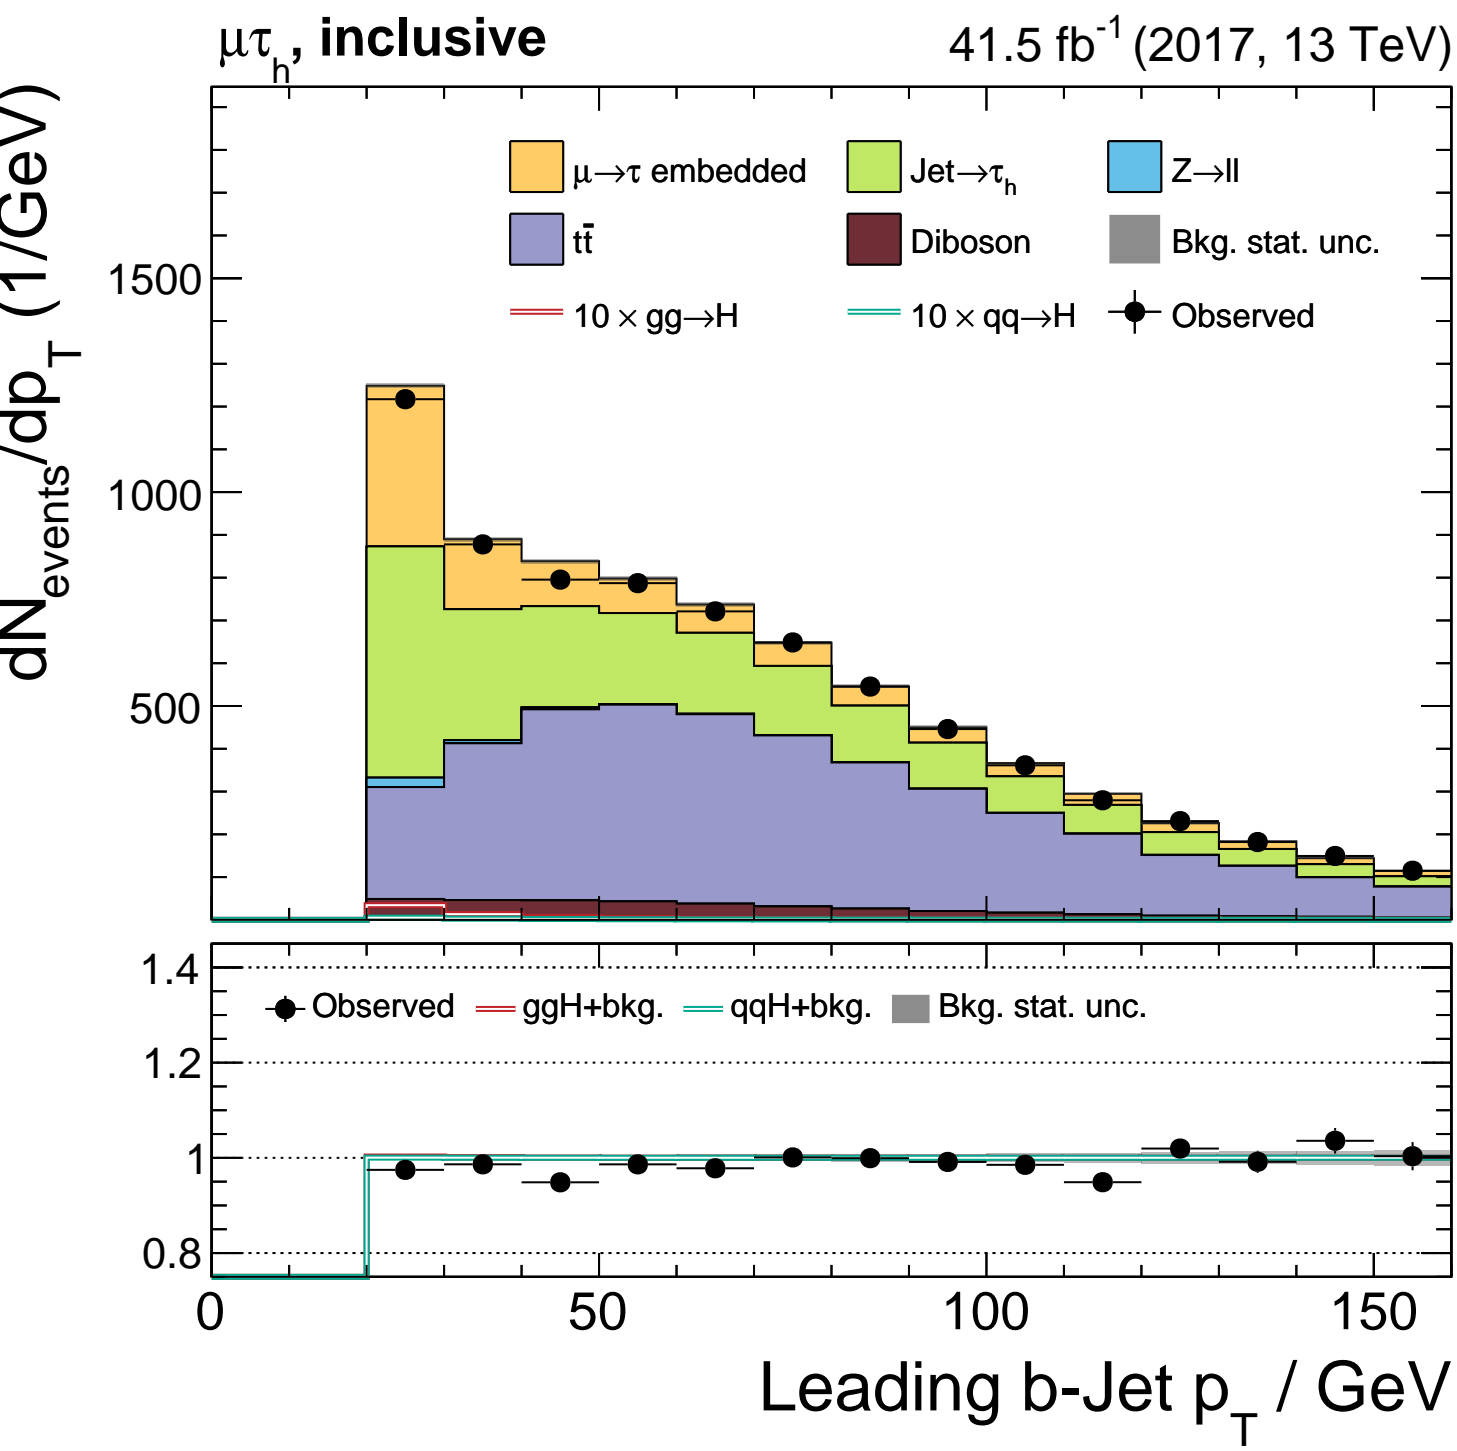 μτh, inclusive
41.5 fb-1 (2017, 13 TeV)
dNevents/dpT (1/GeV)
μ→τ embedded
Jet→τh
Z→ll
tt̄
Diboson
Bkg. stat. unc.
10 × gg→H
10 × qq→H
Observed
1500
1000
500
1.4
Observed
ggH+bkg.
qqH+bkg.
Bkg. stat. unc.
1.2
1
0.8
0
50
100
150
Leading b-Jet pT / GeV